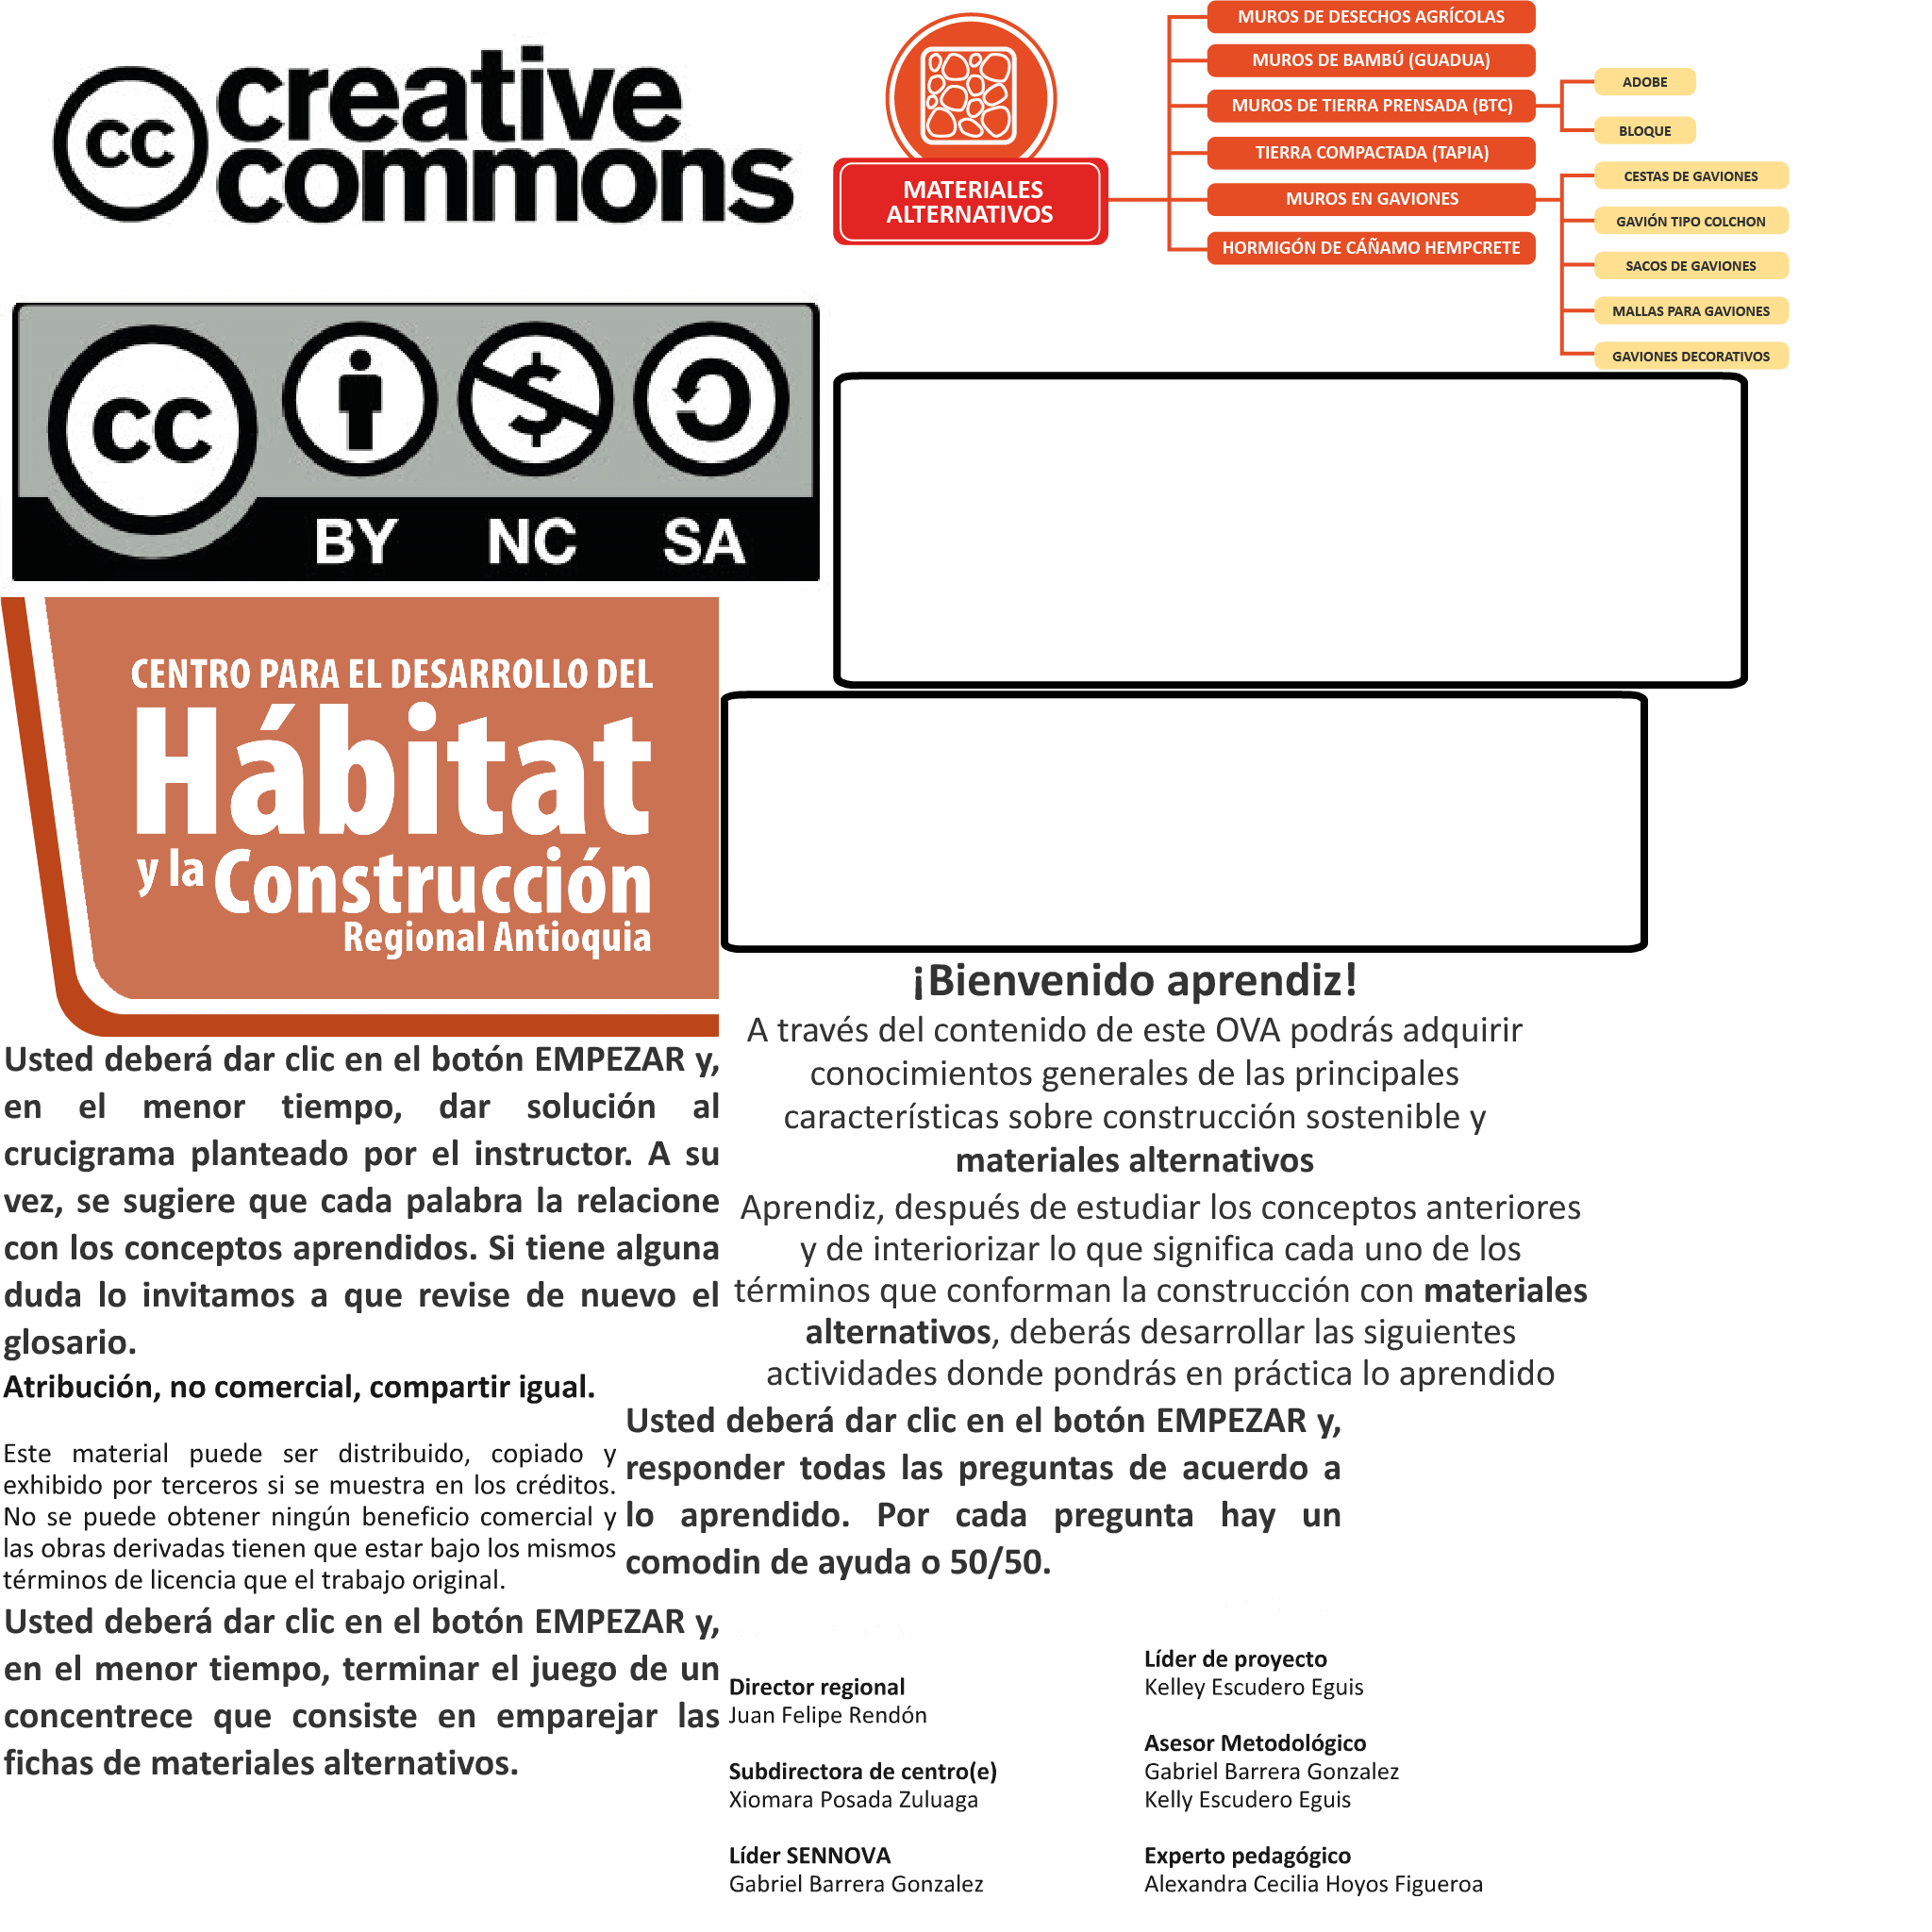 cc creative
commons
MATERIALES
ALTERNATIVOS
MUROS DE DESECHOS AGRÍCOLAS
MUROS DE BAMBÚ (GUADUA)
MUROS DE TIERRA PRENSADA (BTC)
TIERRA COMPACTADA (TAPIA)
MUROS EN GAVIONES
HORMIGÓN DE CÁÑAMO HEMPCRETE
ADOBE
BLOQUE
CESTAS DE GAVIONES
GAVIÓN TIPO COLCHON
SACOS DE GAVIONES
MALLAS PARA GAVIONES
GAVIONES DECORATIVOS
cc $
BY NC SA
CENTRO PARA EL DESARROLLO DEL
Hábitat
y la Construcción
Regional Antioquia
¡Bienvenido aprendiz!
A través del contenido de este OVA podrás adquirir
conocimientos generales de las principales
características sobre construcción sostenible y
materiales alternativos
Aprendiz, después de estudiar los conceptos anteriores
y de interiorizar lo que significa cada uno de los
términos que conforman la construcción con materiales
alternativos, deberás desarrollar las siguientes
actividades donde pondrás en práctica lo aprendido
Usted deberá dar clic en el botón EMPEZAR y,
en el menor tiempo, dar solución al
crucigrama planteado por el instructor. A su
vez, se sugiere que cada palabra la relacione
con los conceptos aprendidos. Si tiene alguna
duda lo invitamos a que revise de nuevo el
glosario.
Atribución, no comercial, compartir igual.
Este material puede ser distribuido, copiado y
exhibido por terceros si se muestra en los créditos.
No se puede obtener ningún beneficio comercial y
las obras derivadas tienen que estar bajo los mismos
términos de licencia que el trabajo original.
Usted deberá dar clic en el botón EMPEZAR y,
responder todas las preguntas de acuerdo a
lo aprendido. Por cada pregunta hay un
comodin de ayuda o 50/50.
Usted deberá dar clic en el botón EMPEZAR y,
en el menor tiempo, terminar el juego de un
concentrece que consiste en emparejar las
fichas de materiales alternativos.
Director regional
Juan Felipe Rendón
Subdirectora de centro(e)
Xiomara Posada Zuluaga
Líder SENNOVA
Gabriel Barrera Gonzalez
Líder de proyecto
Kelley Escudero Eguis
Asesor Metodológico
Gabriel Barrera Gonzalez
Kelly Escudero Eguis
Experto pedagógico
Alexandra Cecilia Hoyos Figueroa